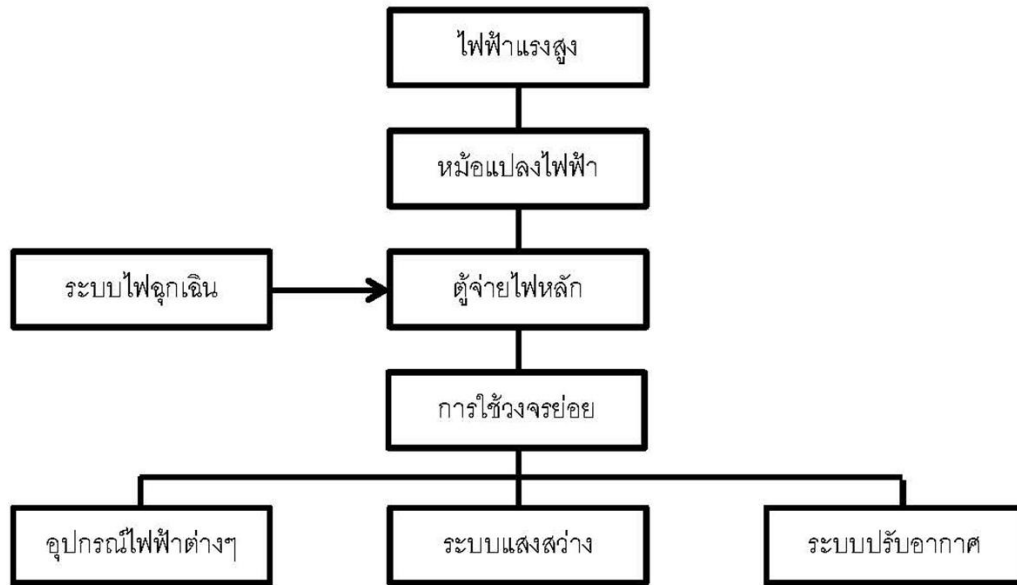 ไฟฟ้าแรงสูง
หม้อแปลงไฟฟ้า
ระบบไฟฉุกเฉิน
ตู้จ่ายไฟหลัก
การใช้วงจรย่อย
อุปกรณ์ไฟฟ้าต่างๆ
ระบบแสงสว่าง
ระบบปรับอากาศ